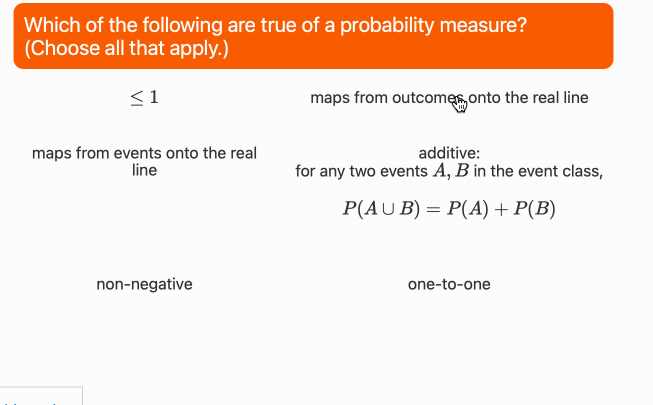 Which of the following are true of a probability measure?
(Choose all that apply.)
≤ 1
maps from outcomes onto the real line
maps from events onto the real
line
additive:
for any two events A, B in the event class,
P(A ∪ B) = P(A) + P(B)
non-negative
one-to-one